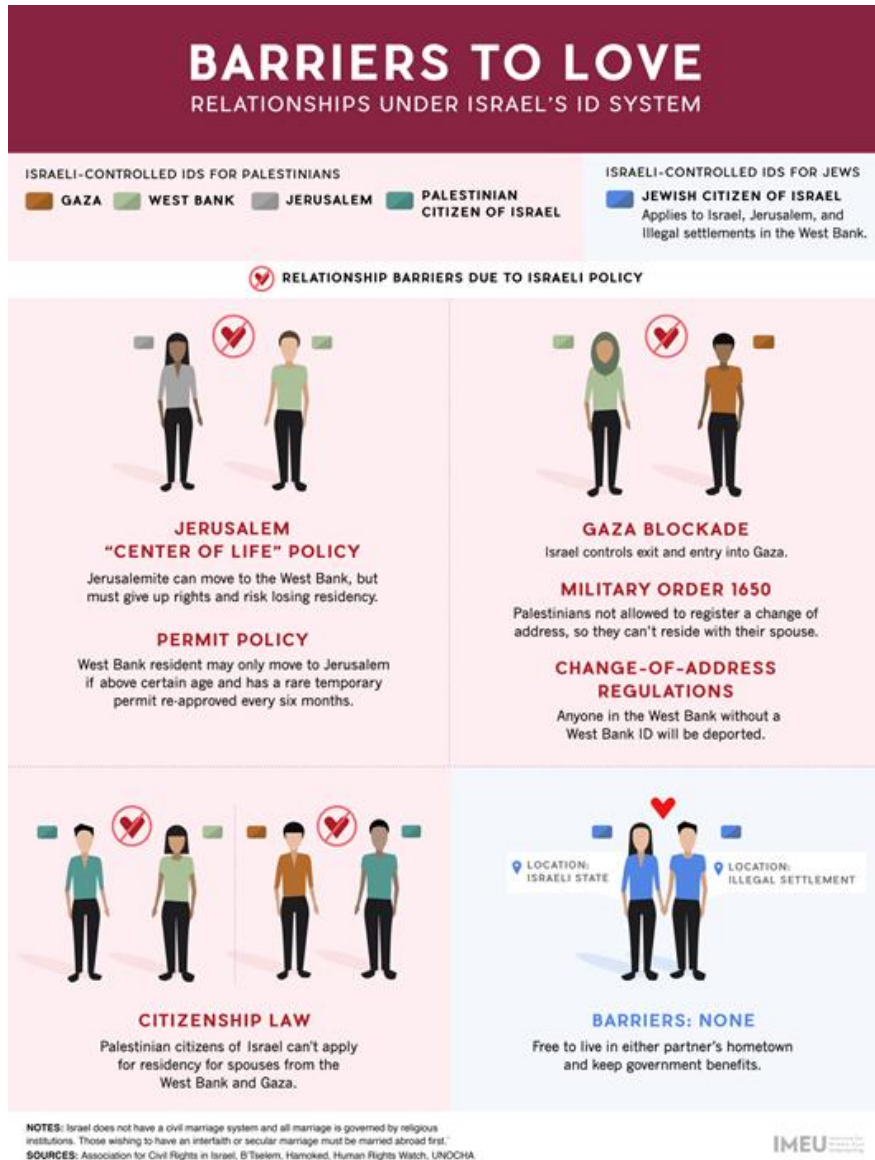 BARRIERS TO LOVE
RELATIONSHIPS UNDER ISRAEL'S ID SYSTEM
ISRAELI-CONTROLLED IDS FOR PALESTINIANS
GAZA
WEST BANK
JERUSALEM
PALESTINIAN
CITIZEN OF ISRAEL
ISRAELI-CONTROLLED IDS FOR JEWS
JEWISH CITIZEN OF ISRAEL
Applies to Israel, Jerusalem, and
Illegal settlements in the West Bank.
RELATIONSHIP BARRIERS DUE TO ISRAELI POLICY
JERUSALEM
"CENTER OF LIFE" POLICY
Jerusalemite can move to the West Bank, but
must give up rights and risk losing residency.
PERMIT POLICY
West Bank resident may only move to Jerusalem
if above certain age and has a rare temporary
permit re-approved every six months.
GAZA BLOCKADE
Israel controls exit and entry into Gaza.
MILITARY ORDER 1650
Palestinians not allowed to register a change of
address, so they can't reside with their spouse.
CHANGE-OF-ADDRESS
REGULATIONS
Anyone in the West Bank without a
West Bank ID will be deported.
CITIZENSHIP LAW
Palestinian citizens of Israel can't apply
for residency for spouses from the
West Bank and Gaza.
LOCATION:
ISRAELI STATE
LOCATION:
ILLEGAL SETTLEMENT
BARRIERS: NONE
Free to live in either partner's hometown
and keep government benefits.
NOTES: Israel does not have a civil marriage system and all marriage is governed by religious
institutions. Those wishing to have an interfaith or secular marriage must be married abroad first.
SOURCES: Association for Civil Rights in Israel, B'Tselem, Hamoked, Human Rights Watch, UNOCHA
IMEU